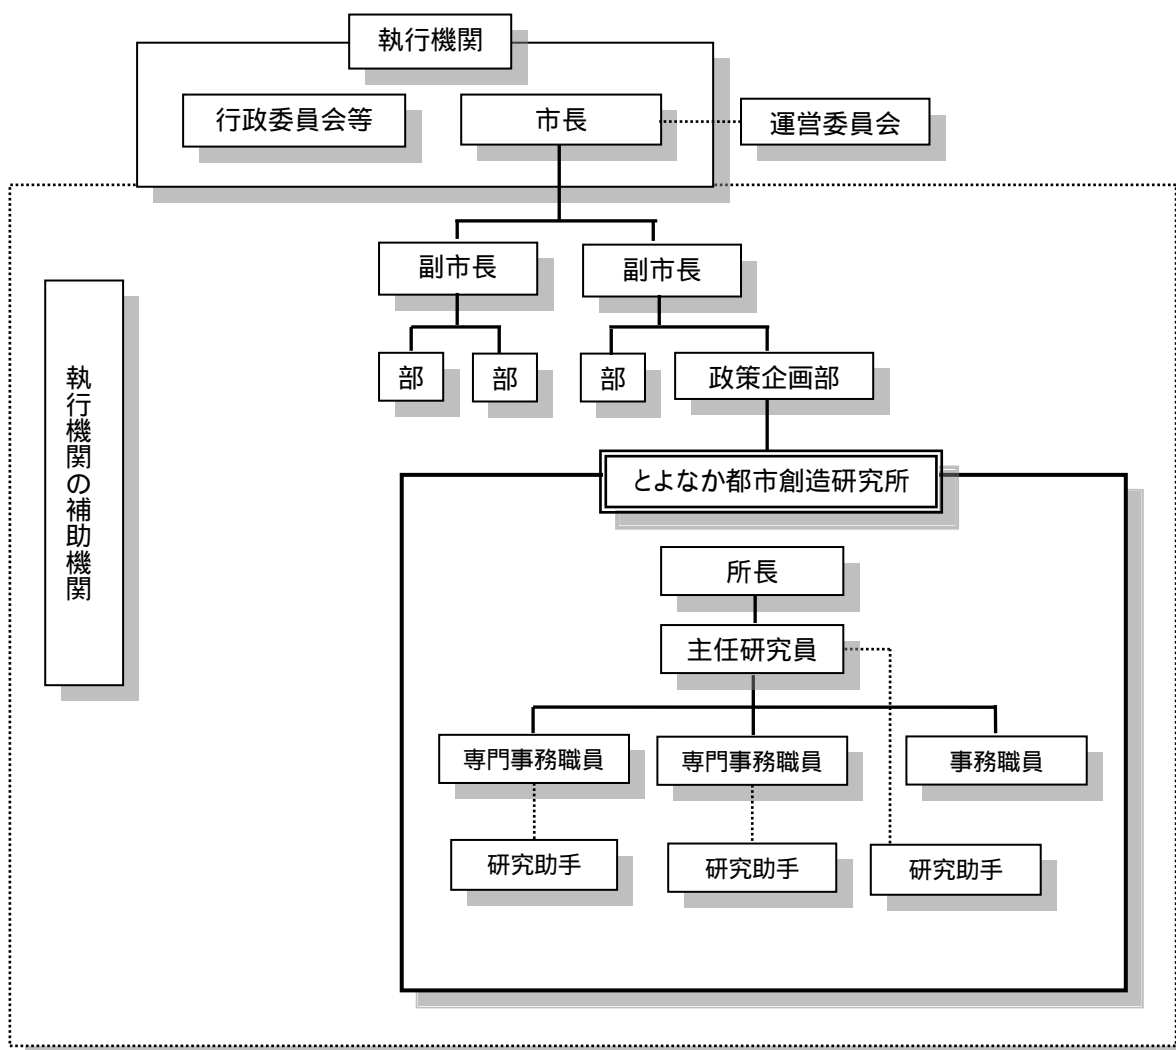 執行機関
行政委員会等
市長
運営委員会
副市長
副市長
執行機関の補助機関
部
部
部
政策企画部
とよなか都市創造研究所
所長
主任研究員
専門事務職員
専門事務職員
事務職員
研究助手
研究助手
研究助手